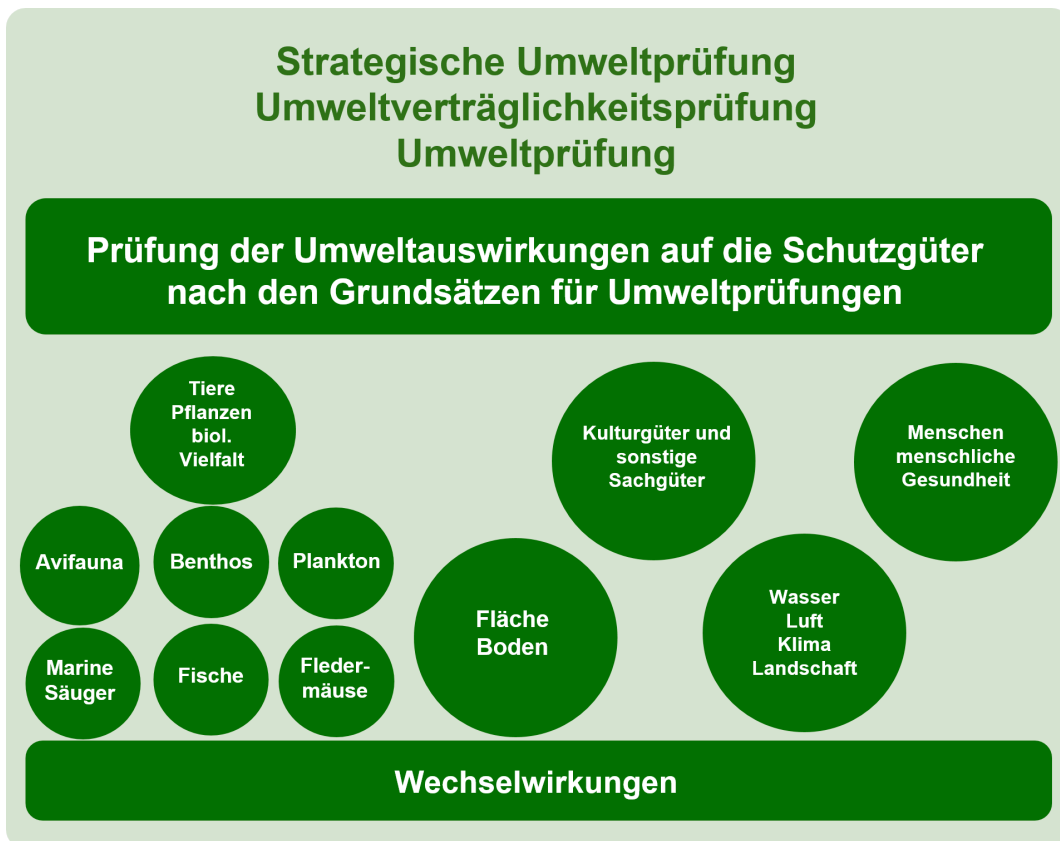 Strategische Umweltprüfung
Umweltverträglichkeitsprüfung
Umweltprüfung
Prüfung der Umweltauswirkungen auf die Schutzgüter
nach den Grundsätzen für Umweltprüfungen
Tiere
Pflanzen
biol.
Vielfalt
Kulturgüter und
sonstige
Sachgüter
Menschen
menschliche
Gesundheit
Avifauna
Benthos
Plankton
Fläche
Boden
Wasser
Luft
Klima
Landschaft
Marine
Säuger
Fische
Fleder-
mäuse
Wechselwirkungen